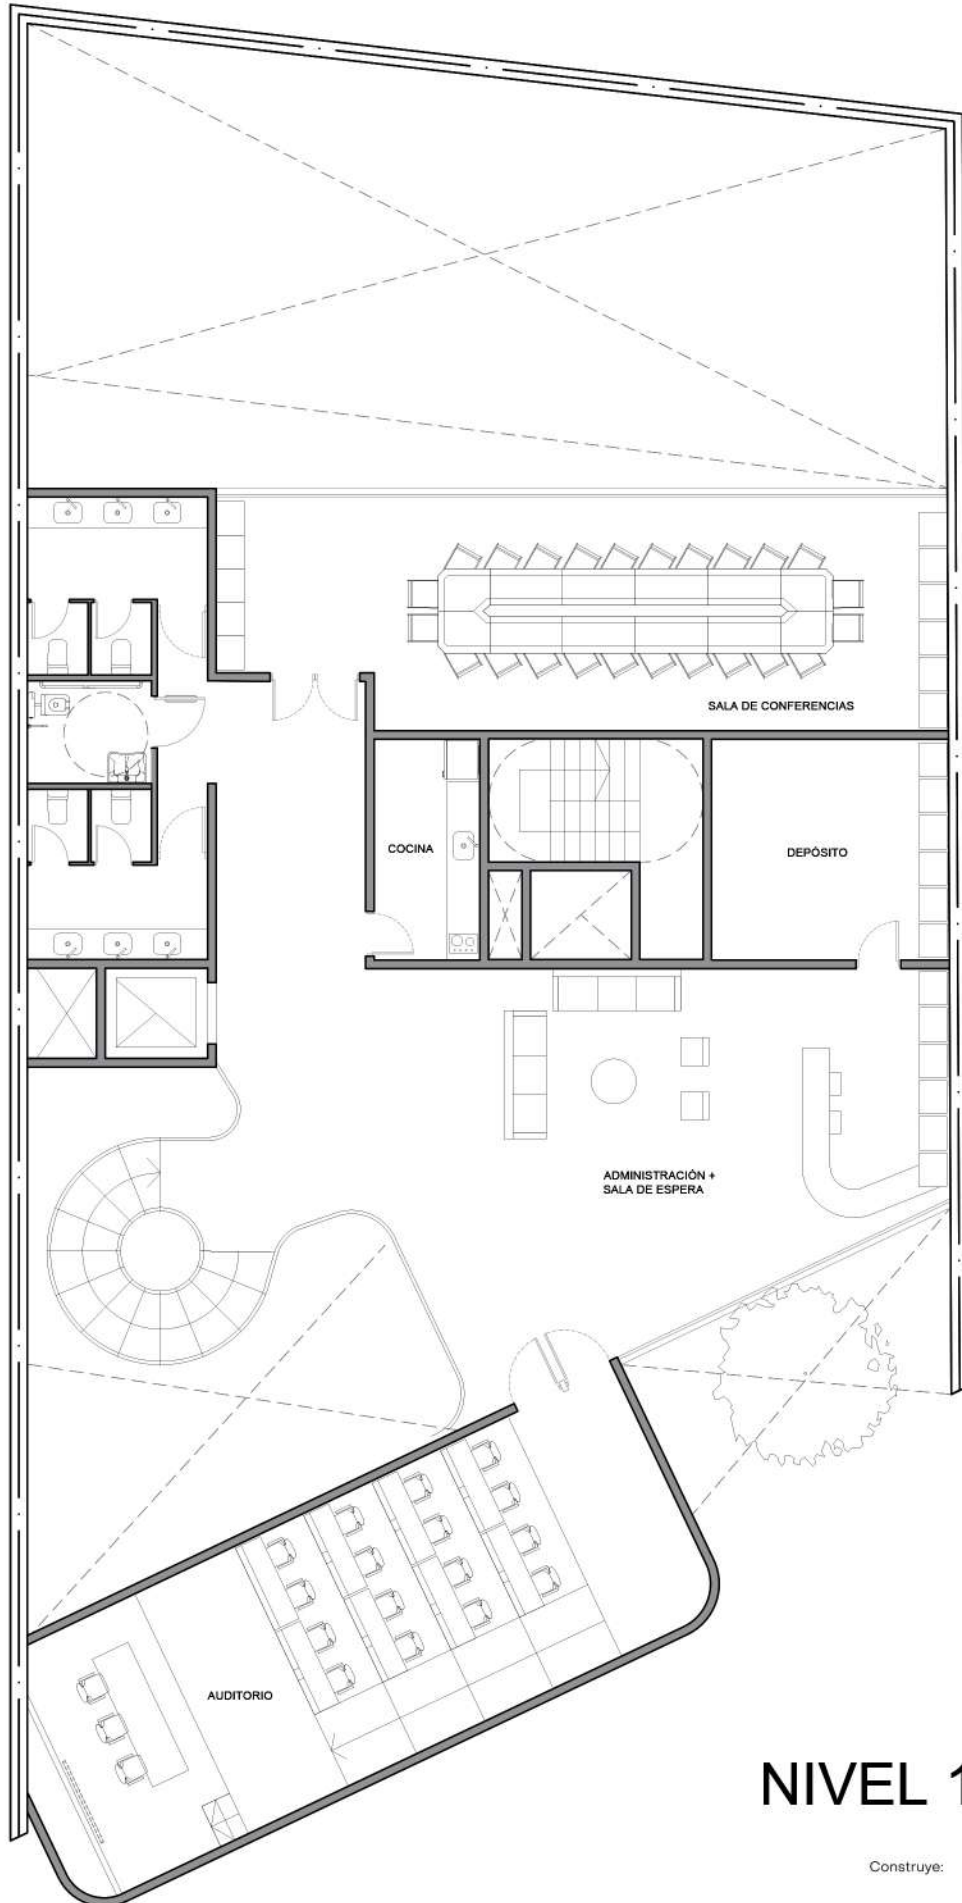 SALA DE CONFERENCIAS
COCINA
DEPÓSITO
ADMINISTRACIÓN +
SALA DE ESPERA
AUDITORIO
NIVEL 1
Construye: